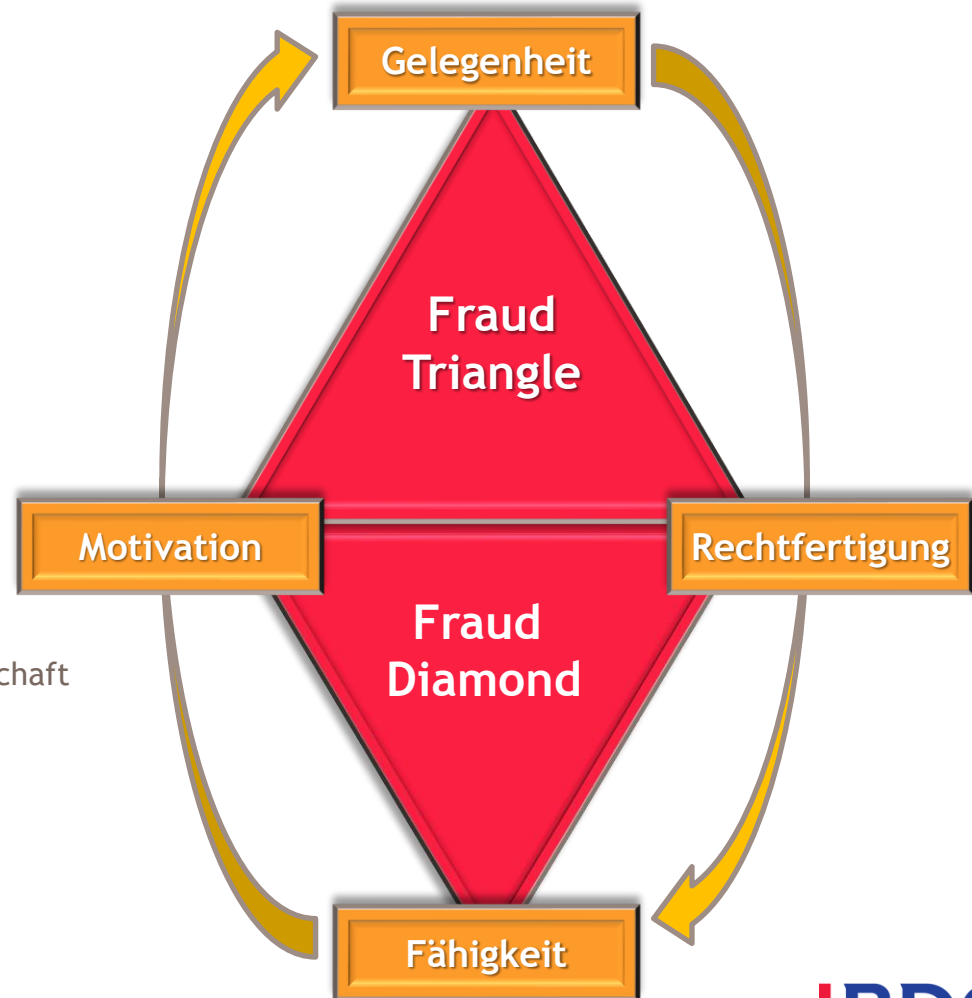 Gelegenheit
Fraud
Triangle
Motivation
Rechtfertigung
Fraud
Diamond
Fähigkeit